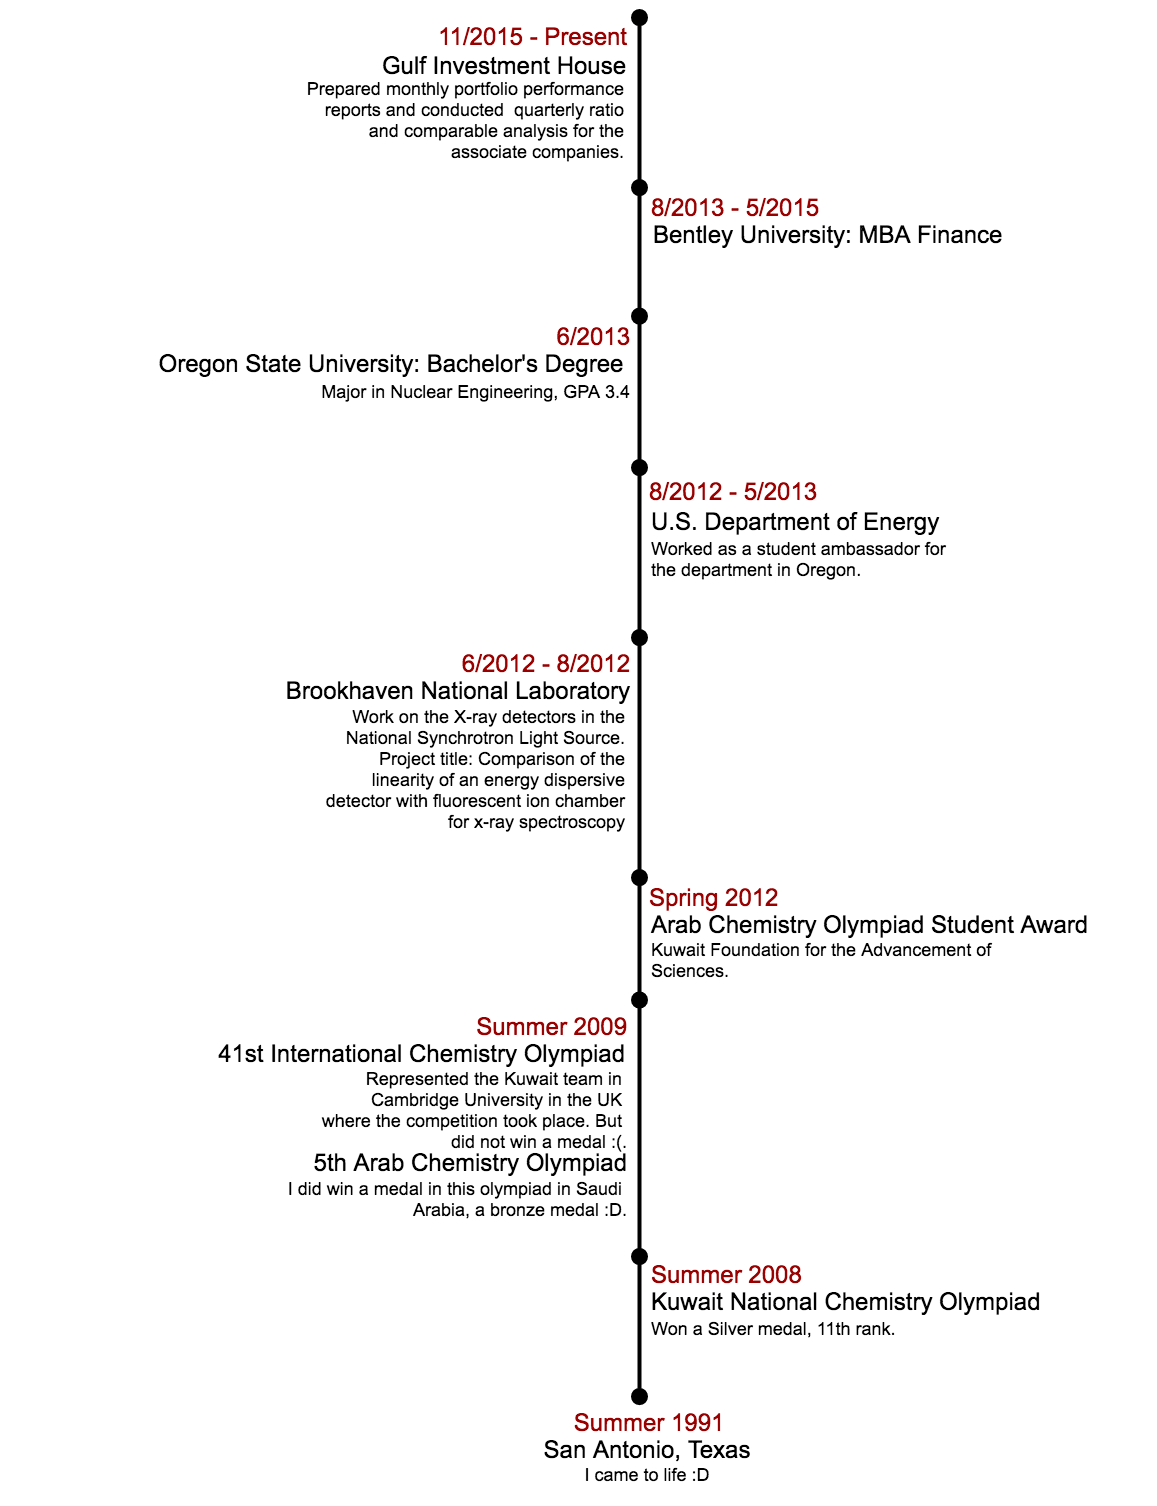 11/2015 - Present
Gulf Investment House
Prepared monthly portfolio performance
reports and conducted  quarterly ratio
and comparable analysis for the
associate companies.
8/2013 - 5/2015
Bentley University: MBA Finance
6/2013
Oregon State University: Bachelor's Degree
Major in Nuclear Engineering, GPA 3.4
8/2012 - 5/2013
U.S. Department of Energy
Worked as a student ambassador for
the department in Oregon.
6/2012 - 8/2012
Brookhaven National Laboratory
Work on the X-ray detectors in the
National Synchrotron Light Source.
Project title: Comparison of the
linearity of an energy dispersive
detector with fluorescent ion chamber
for x-ray spectroscopy
Spring 2012
Arab Chemistry Olympiad Student Award
Kuwait Foundation for the Advancement of
Sciences.
Summer 2009
41st International Chemistry Olympiad
Represented the Kuwait team in
Cambridge University in the UK
where the competition took place. But
did not win a medal :(.
5th Arab Chemistry Olympiad
I did win a medal in this olympiad in Saudi
Arabia, a bronze medal :D.
Summer 2008
Kuwait National Chemistry Olympiad
Won a Silver medal, 11th rank.
Summer 1991
San Antonio, Texas
I came to life :D